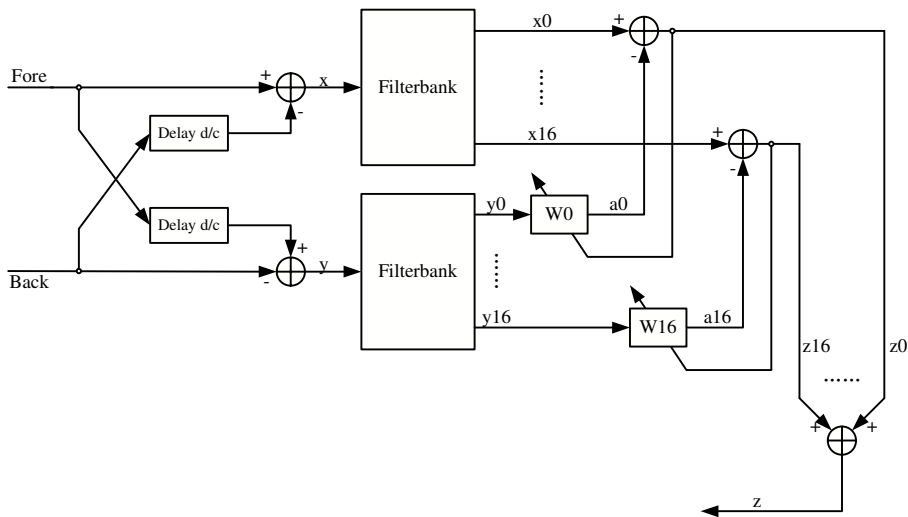 x0
+
-
Fore
+
x
-
Filterbank
......
Delay d/c
x16
+
-
y0
W0
a0
Delay d/c
+
y
-
Back
Filterbank
......
y16
W16
a16
z16
z0
......
+
+
z